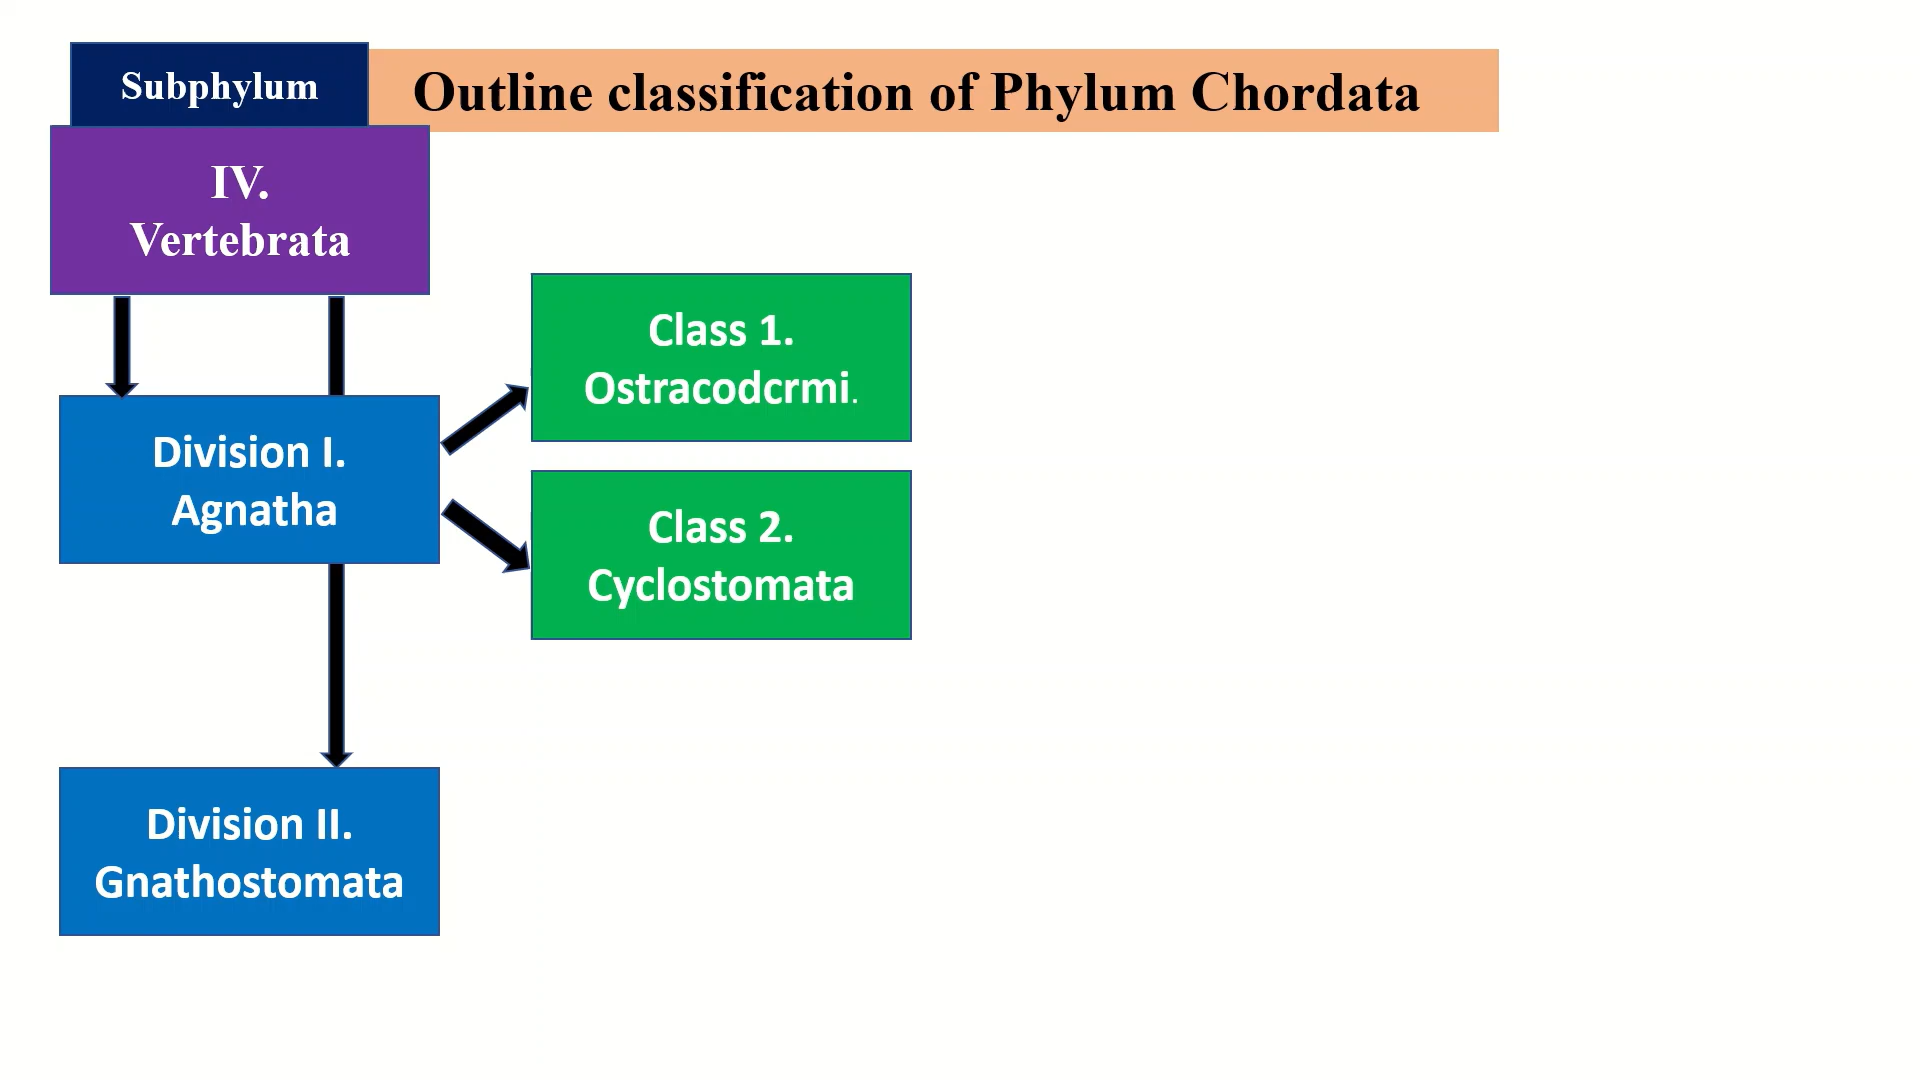 Subphylum
Outline classification of Phylum Chordata
IV.
Vertebrata
Class 1.
Ostracodcrmi.
Division I.
Agnatha
Class 2.
Cyclostomata
Division II.
Gnathostomata